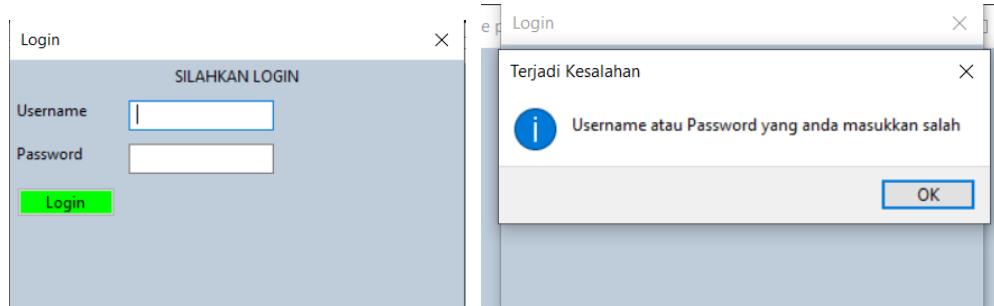 Login
SILAHKAN LOGIN
Username
Password
Login
Login
Terjadi Kesalahan
Username atau Password yang anda masukkan salah
OK